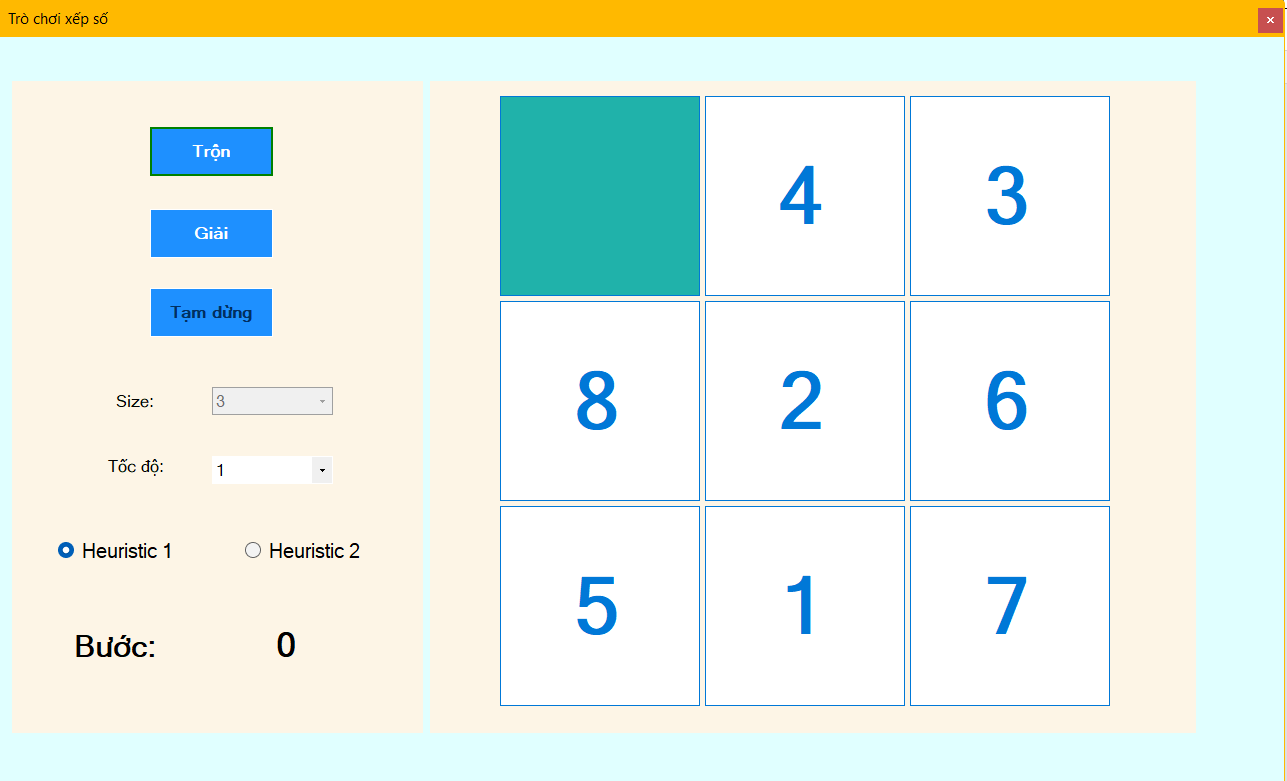 Trò chơi xếp số
Trộn
Giải
Tạm dừng
Size: 3
Tốc độ: 1
Heuristic 1 Heuristic 2
Bước: 0
4 3
8 2 6
5 1 7